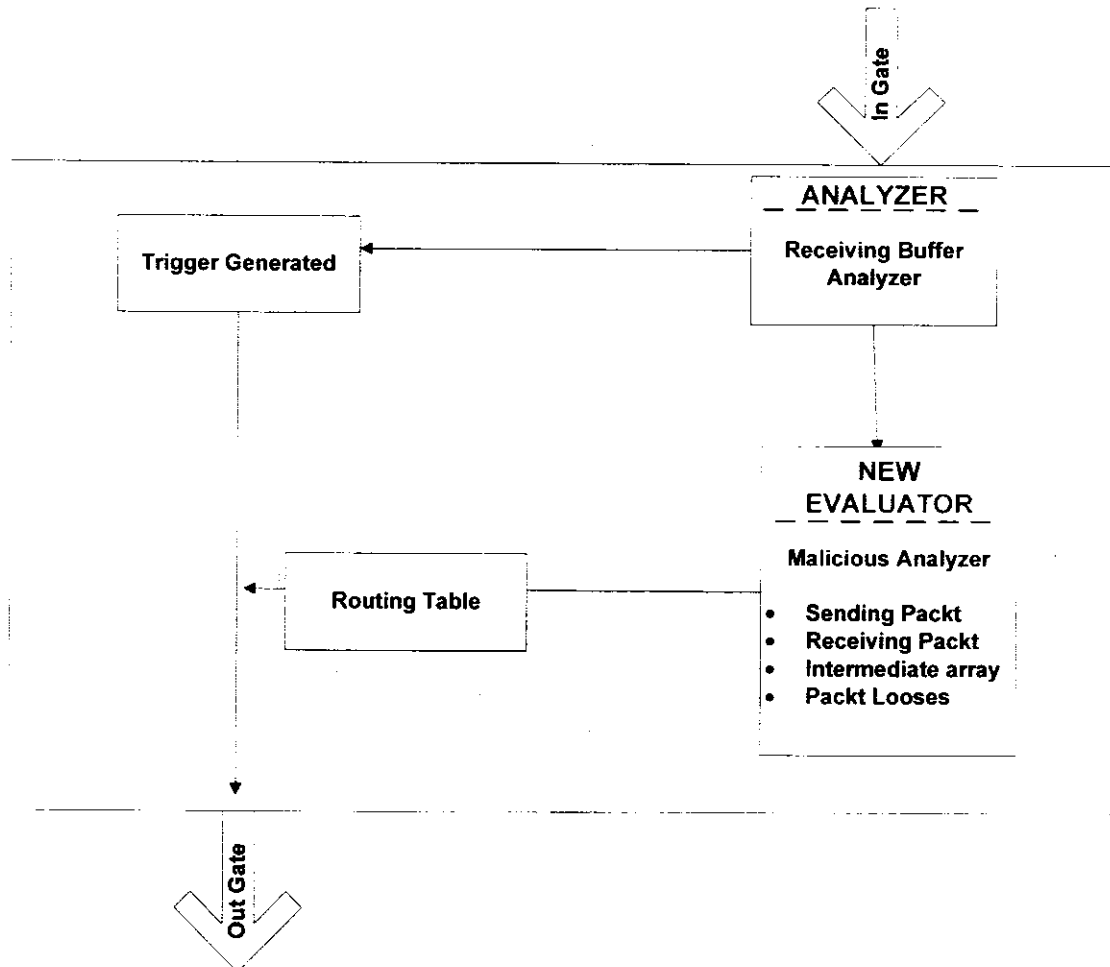 In Gate
ANALYZER
Receiving Buffer
Analyzer
Trigger Generated
NEW
EVALUATOR
Malicious Analyzer
• Sending Packt
• Receiving Packt
• Intermediate array
• Packt Looses
Routing Table
Out Gate